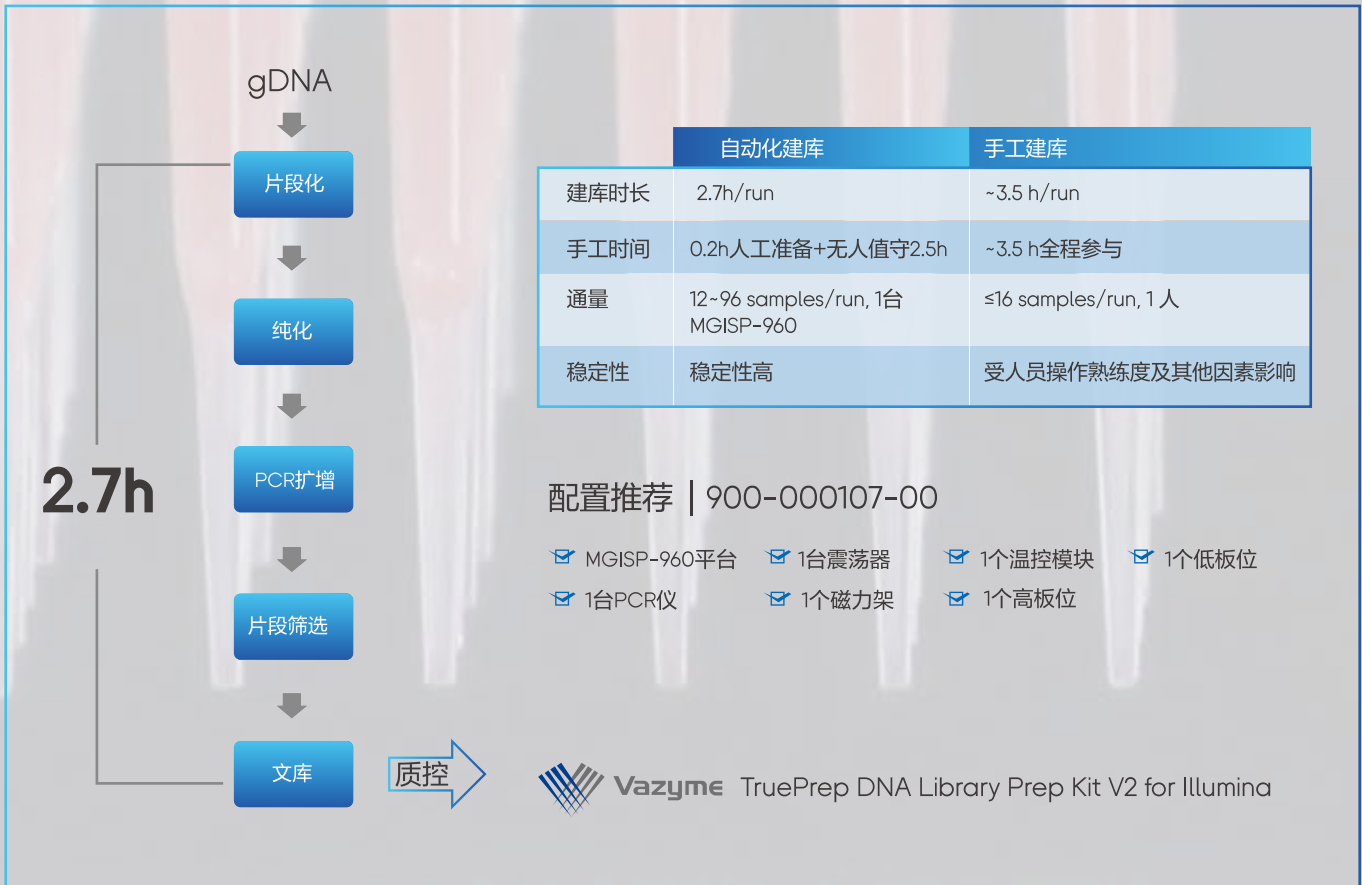 gDNA
片段化
纯化
PCR扩增
片段筛选
文库
2.7h
质控
自动化建库 手工建库
建库时长 2.7h/run ~3.5 h/run
手工时间 0.2h人工准备+无人值守2.5h ~3.5 h全程参与
通量 12~96 samples/run, 1台 ≤16 samples/run, 1 人
MGISP-960
稳定性 稳定性高 受人员操作熟练度及其他因素影响
配置推荐 | 900-000107-00
MGISP-960平台 1台震荡器 1个温控模块 1个低板位
1台PCR仪 1个磁力架 1个高板位
Vazyme TruePrep DNA Library Prep Kit V2 for Illumina